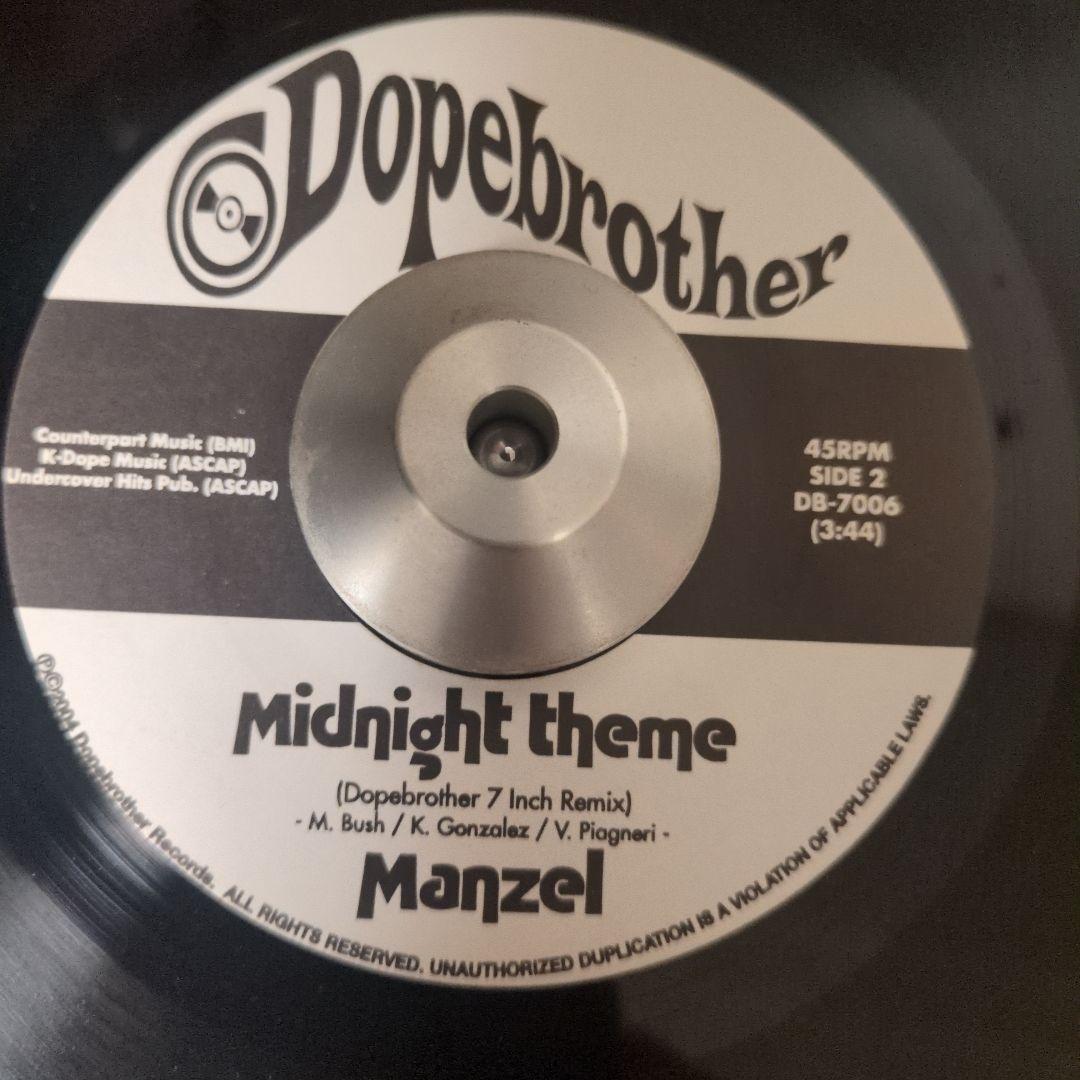 Dopebrother
Counterpart Music (BMI)
K-Dope Music (ASCAP)
Undercover Hits Pub. (ASCAP)
45RPM
SIDE 2
DB-7006
(3:44)
Midnight theme
(Dopebrother 7 Inch Remix)
- M. Bush / K. Gonzalez / V. Piagneri -
Manzel
℗©2004 Dopebrother Records. ALL RIGHTS RESERVED. UNAUTHORIZED DUPLICATION IS A VIOLATION OF APPLICABLE LAWS.